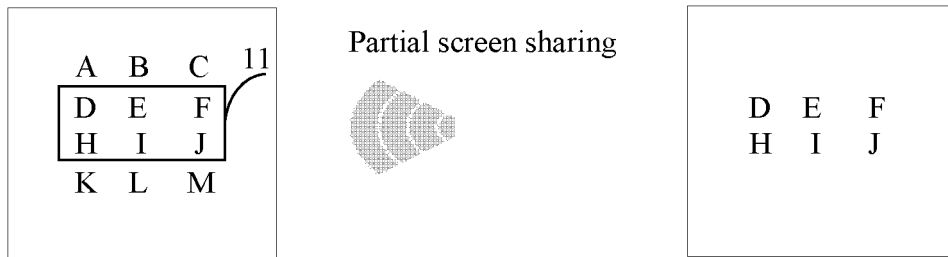 Partial screen sharing
A B C 11
D E F
H I J
K L M
D E F
H I J